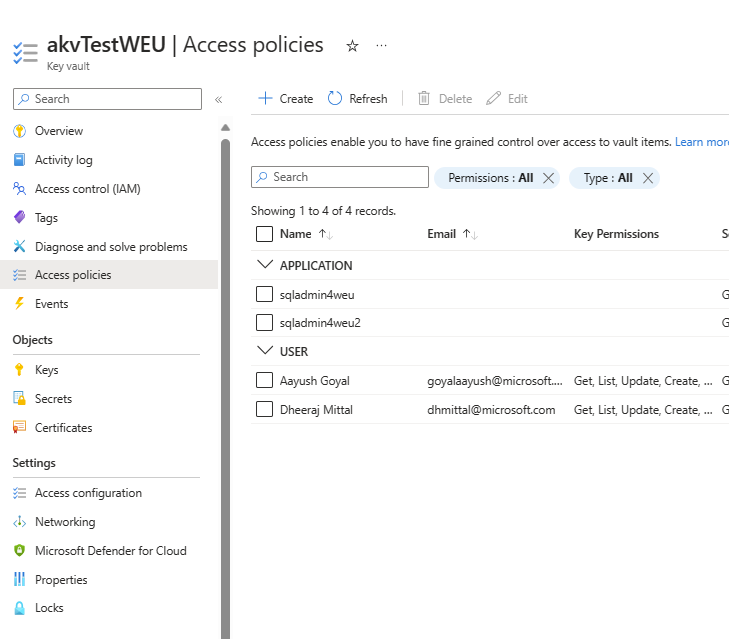 akvTestWEU | Access policies
Key vault
Search
Overview
Activity log
Access control (IAM)
Tags
Diagnose and solve problems
Access policies
Events
Objects
Keys
Secrets
Certificates
Settings
Access configuration
Networking
Microsoft Defender for Cloud
Properties
Locks
Create Refresh Delete Edit
Access policies enable you to have fine grained control over access to vault items. Learn more
Search Permissions : All Type : All
Showing 1 to 4 of 4 records.
Name Email Key Permissions
APPLICATION
sqladmin4weu G
sqladmin4weu2 G
USER
Aayush Goyal goyalaayush@microsoft.... Get, List, Update, Create, ... G
Dheeraj Mittal dhmittal@microsoft.com Get, List, Update, Create, ... G